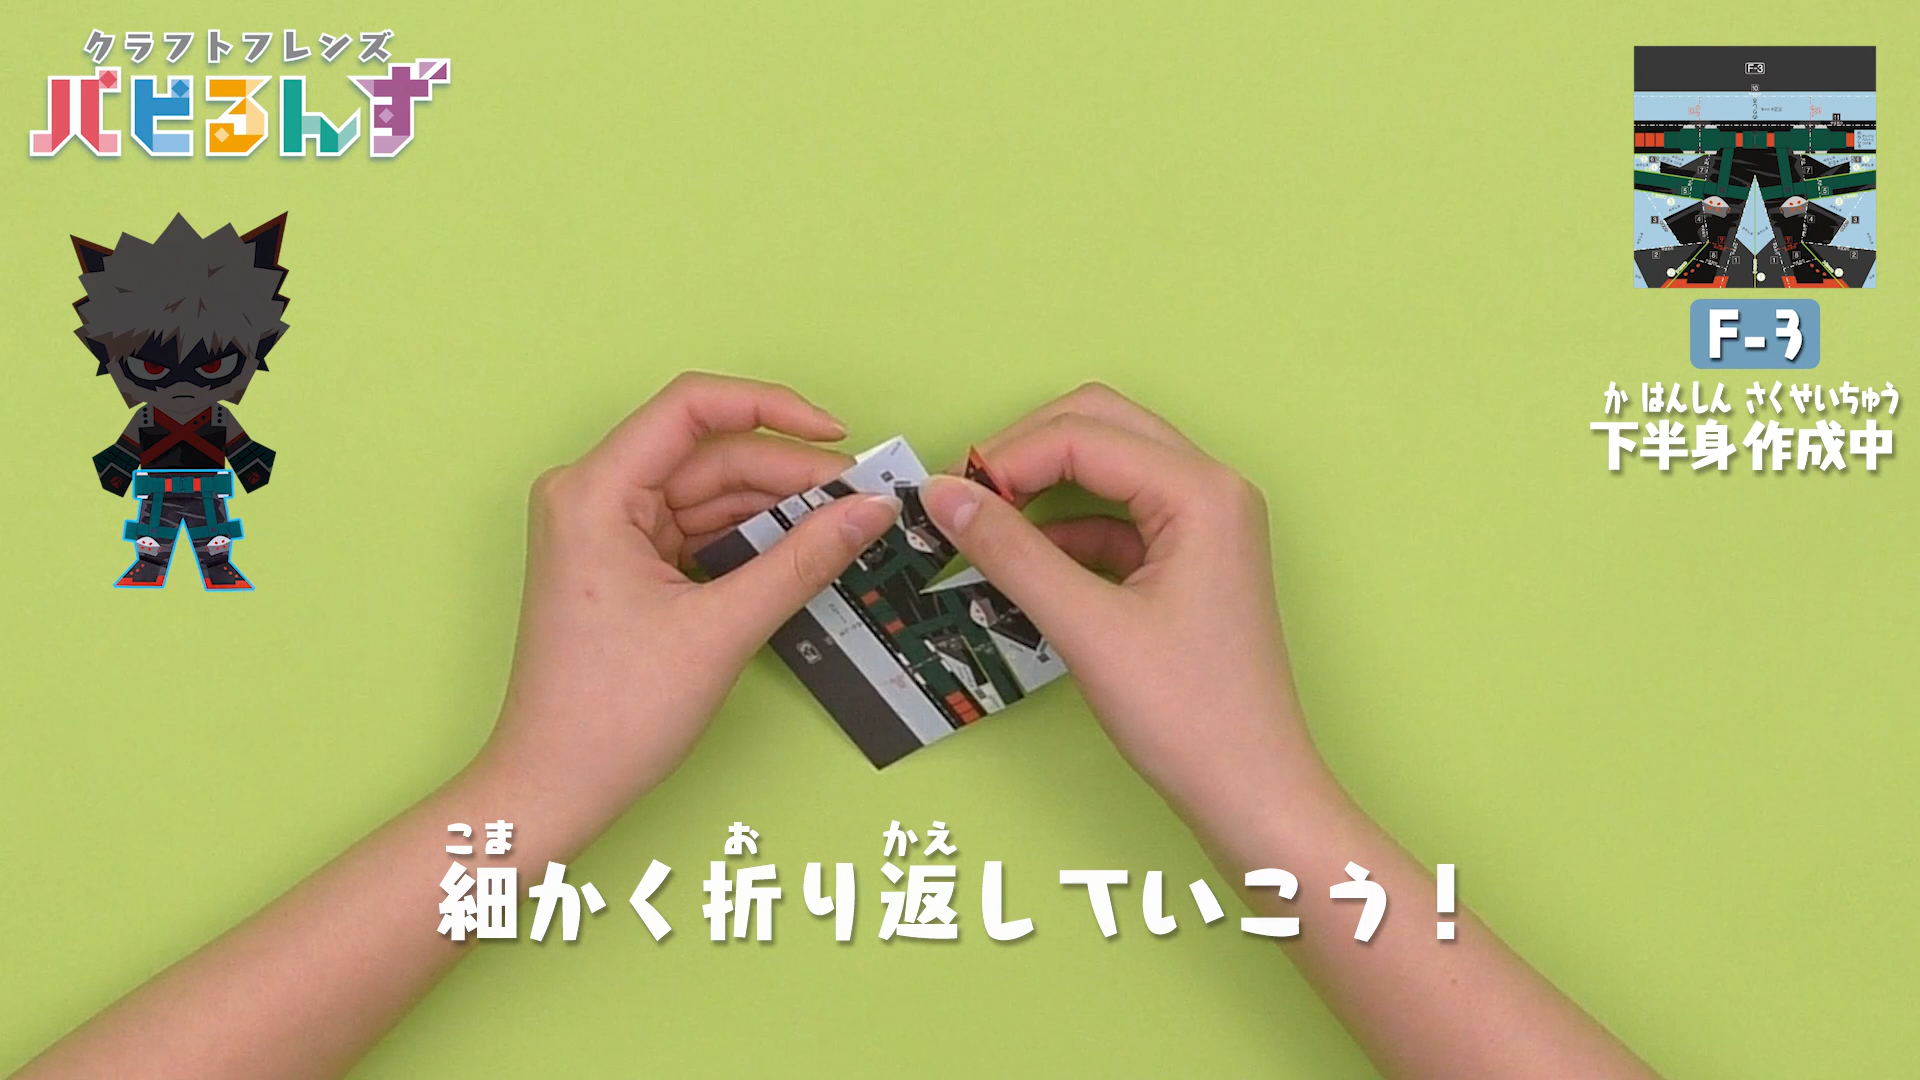 クラフトフレンズ
パビるんず
F-3
F-3
か はんしん さくせいちゅう
下半身 作成中
こま お かえ
細かく折り返していこう!